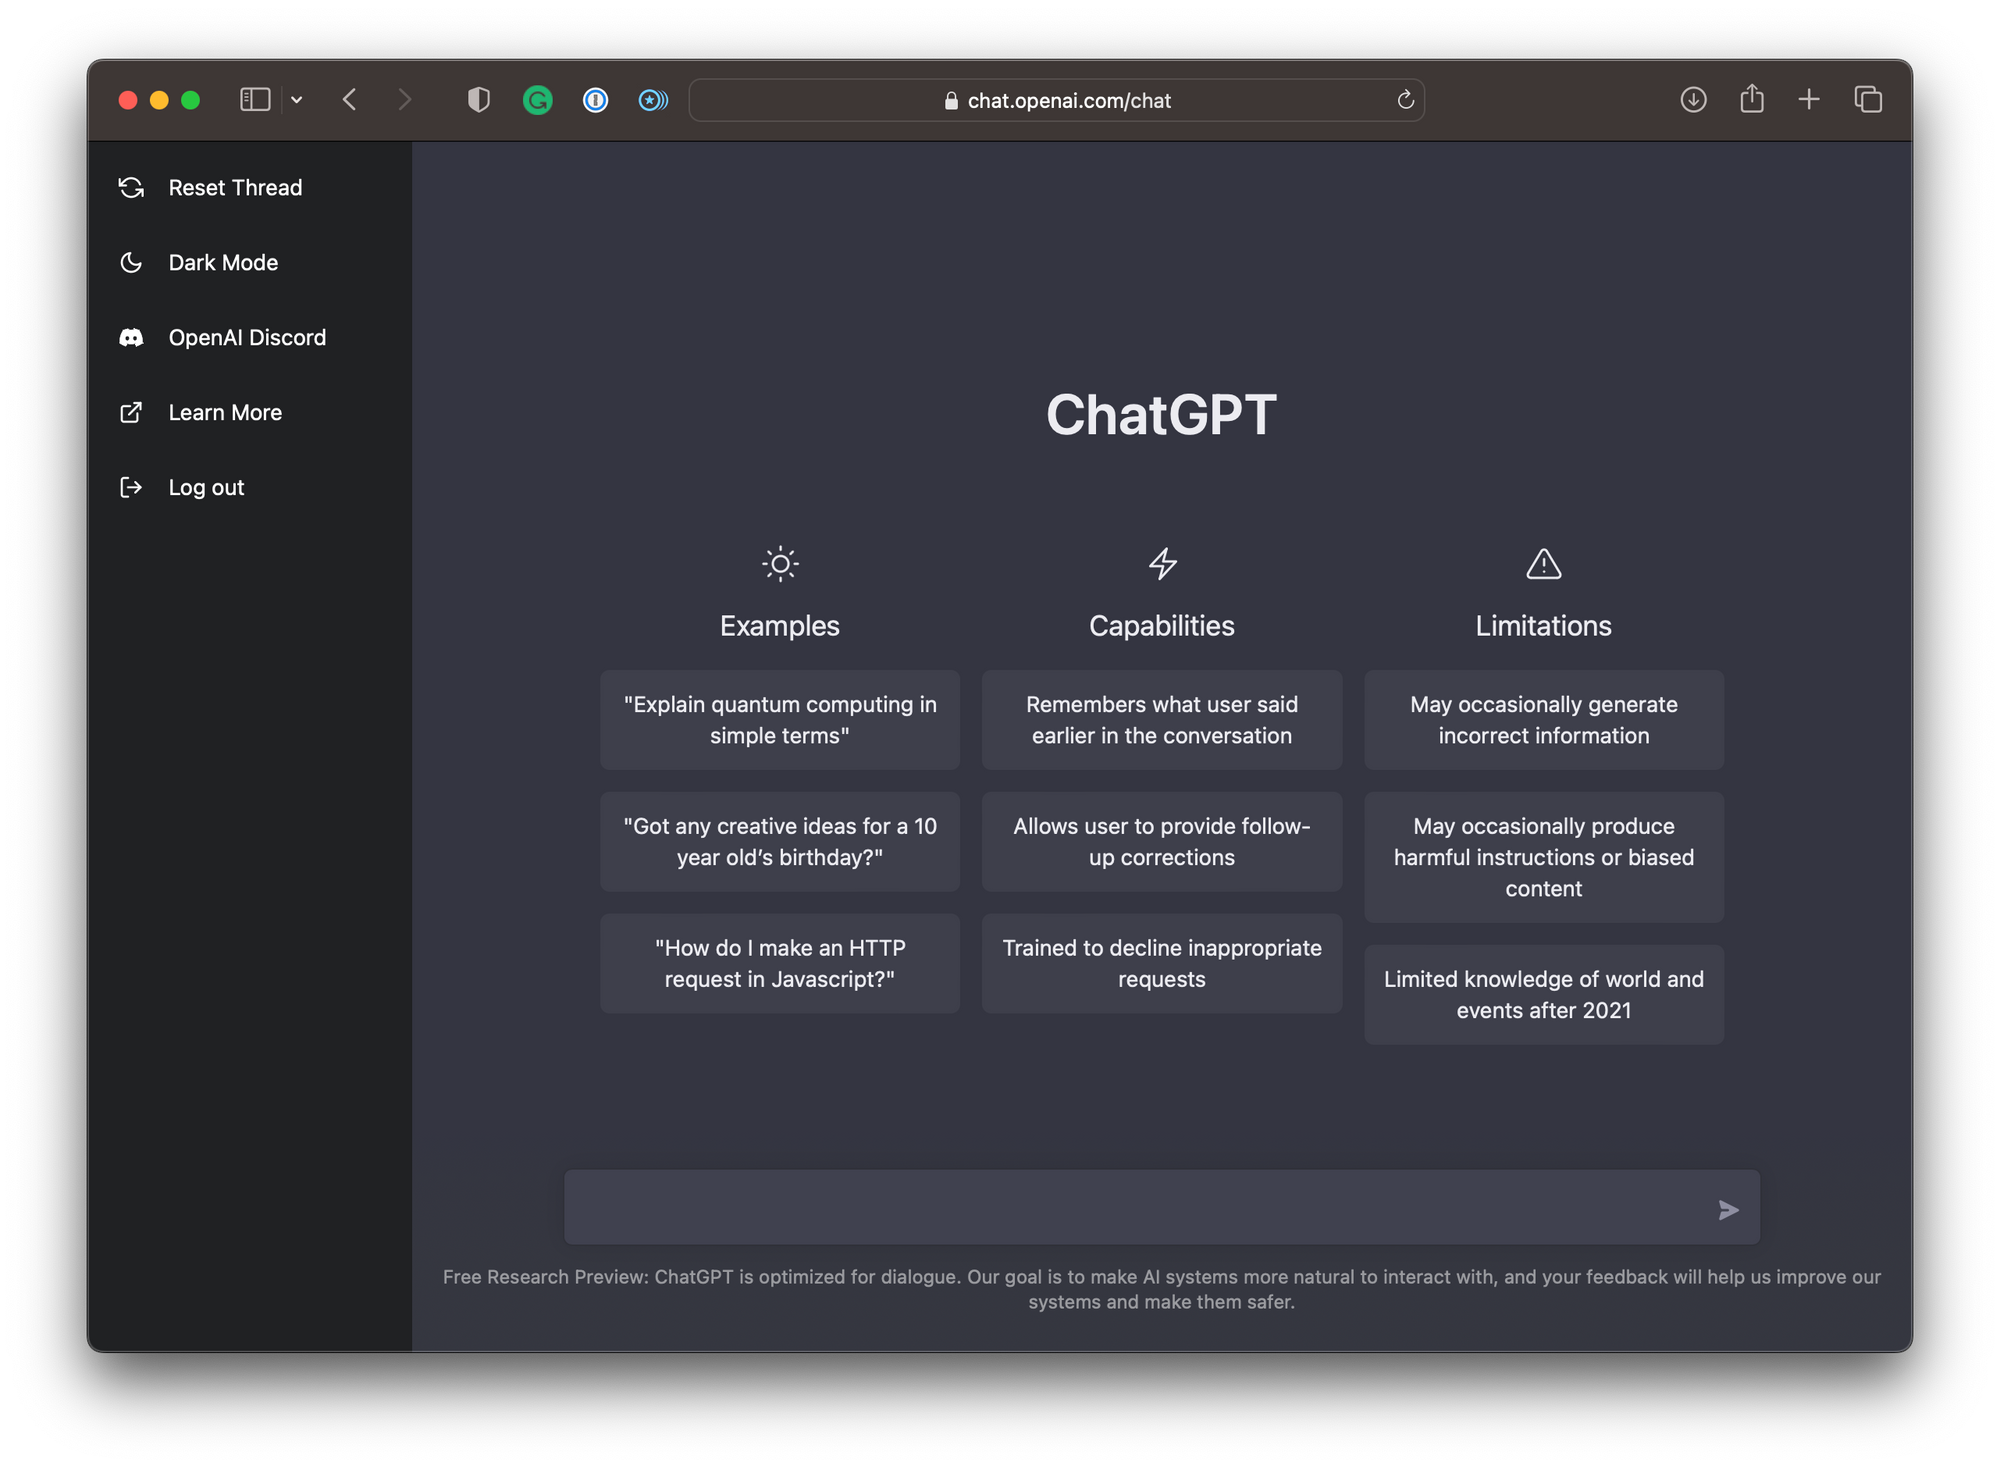 chat.openai.com/chat
Reset Thread
Dark Mode
OpenAI Discord
Learn More
Log out
ChatGPT
Examples
"Explain quantum computing in
simple terms"
"Got any creative ideas for a 10
year old’s birthday?"
"How do I make an HTTP
request in Javascript?"
Capabilities
Remembers what user said
earlier in the conversation
Allows user to provide follow-
up corrections
Trained to decline inappropriate
requests
Limitations
May occasionally generate
incorrect information
May occasionally produce
harmful instructions or biased
content
Limited knowledge of world and
events after 2021
Free Research Preview: ChatGPT is optimized for dialogue. Our goal is to make AI systems more natural to interact with, and your feedback will help us improve our
systems and make them safer.